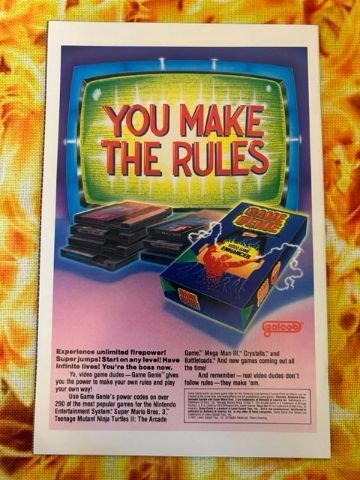 YOU MAKE
THE RULES
GAME
GENIE
VIDEO GAME
ENHANCER
galoob
Experience unlimited firepower!
Super jumps! Start on any level! Have
infinite lives! You're the boss now.
Yo, video game dudes—Game Genie™ gives
you the power to make your own rules and play
your own way!
Use Game Genie's power codes on over
290 of the most popular games for the Nintendo
Entertainment System: Super Mario Bros. 3,™
Teenage Mutant Ninja Turtles II: The Arcade
Game,™ Mega Man III,™ Crystalis,™ and
Battletoads.™ And new games coming out all
the time!
And remember—real video dudes don't
follow rules—they make 'em.